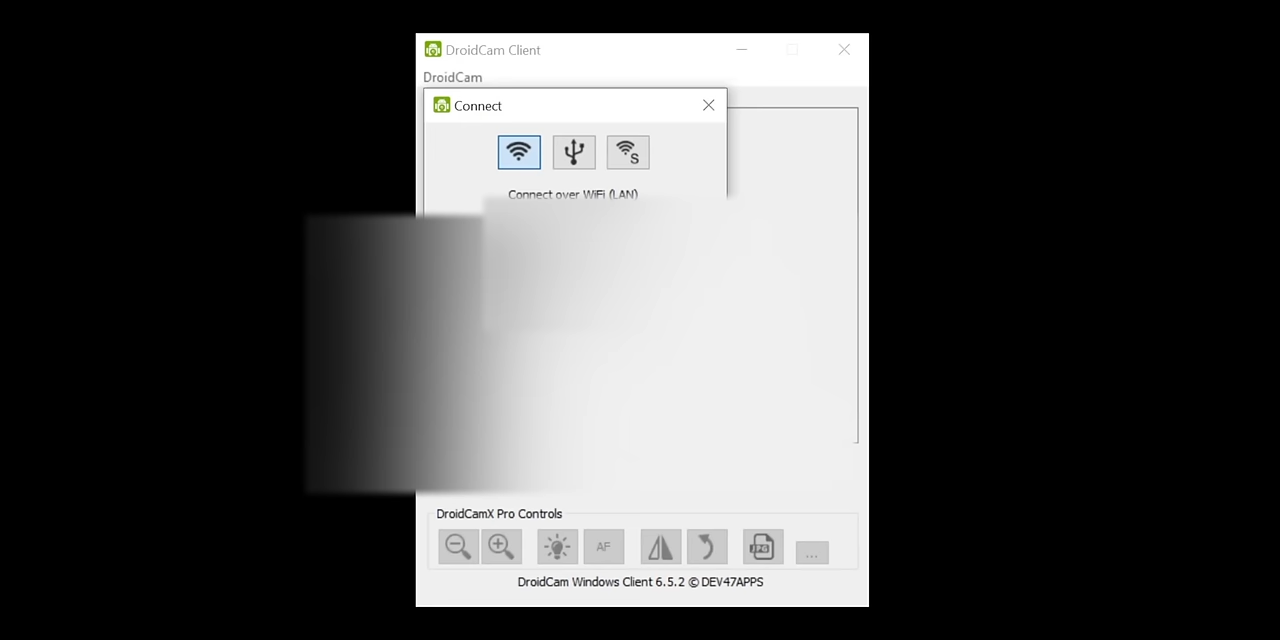 DroidCam Client
DroidCam
Connect
S
Connect over WiFi (LAN)
DroidCamX Pro Controls
AF
JPG
...
DroidCam Windows Client 6.5.2 © DEV47APPS